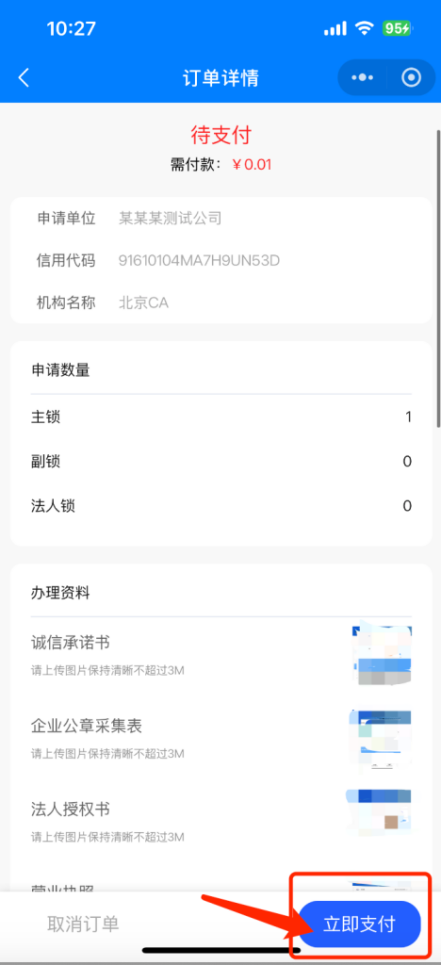 10:27
95
订单详情
待支付
需付款：￥0.01
申请单位 某某某测试公司
信用代码 91610104MA7H9UN53D
机构名称 北京CA
申请数量
主锁 1
副锁 0
法人锁 0
办理资料
诚信承诺书
请上传图片保持清晰不超过3M
企业公章采集表
请上传图片保持清晰不超过3M
法人授权书
请上传图片保持清晰不超过3M
营业执照
取消订单 立即支付